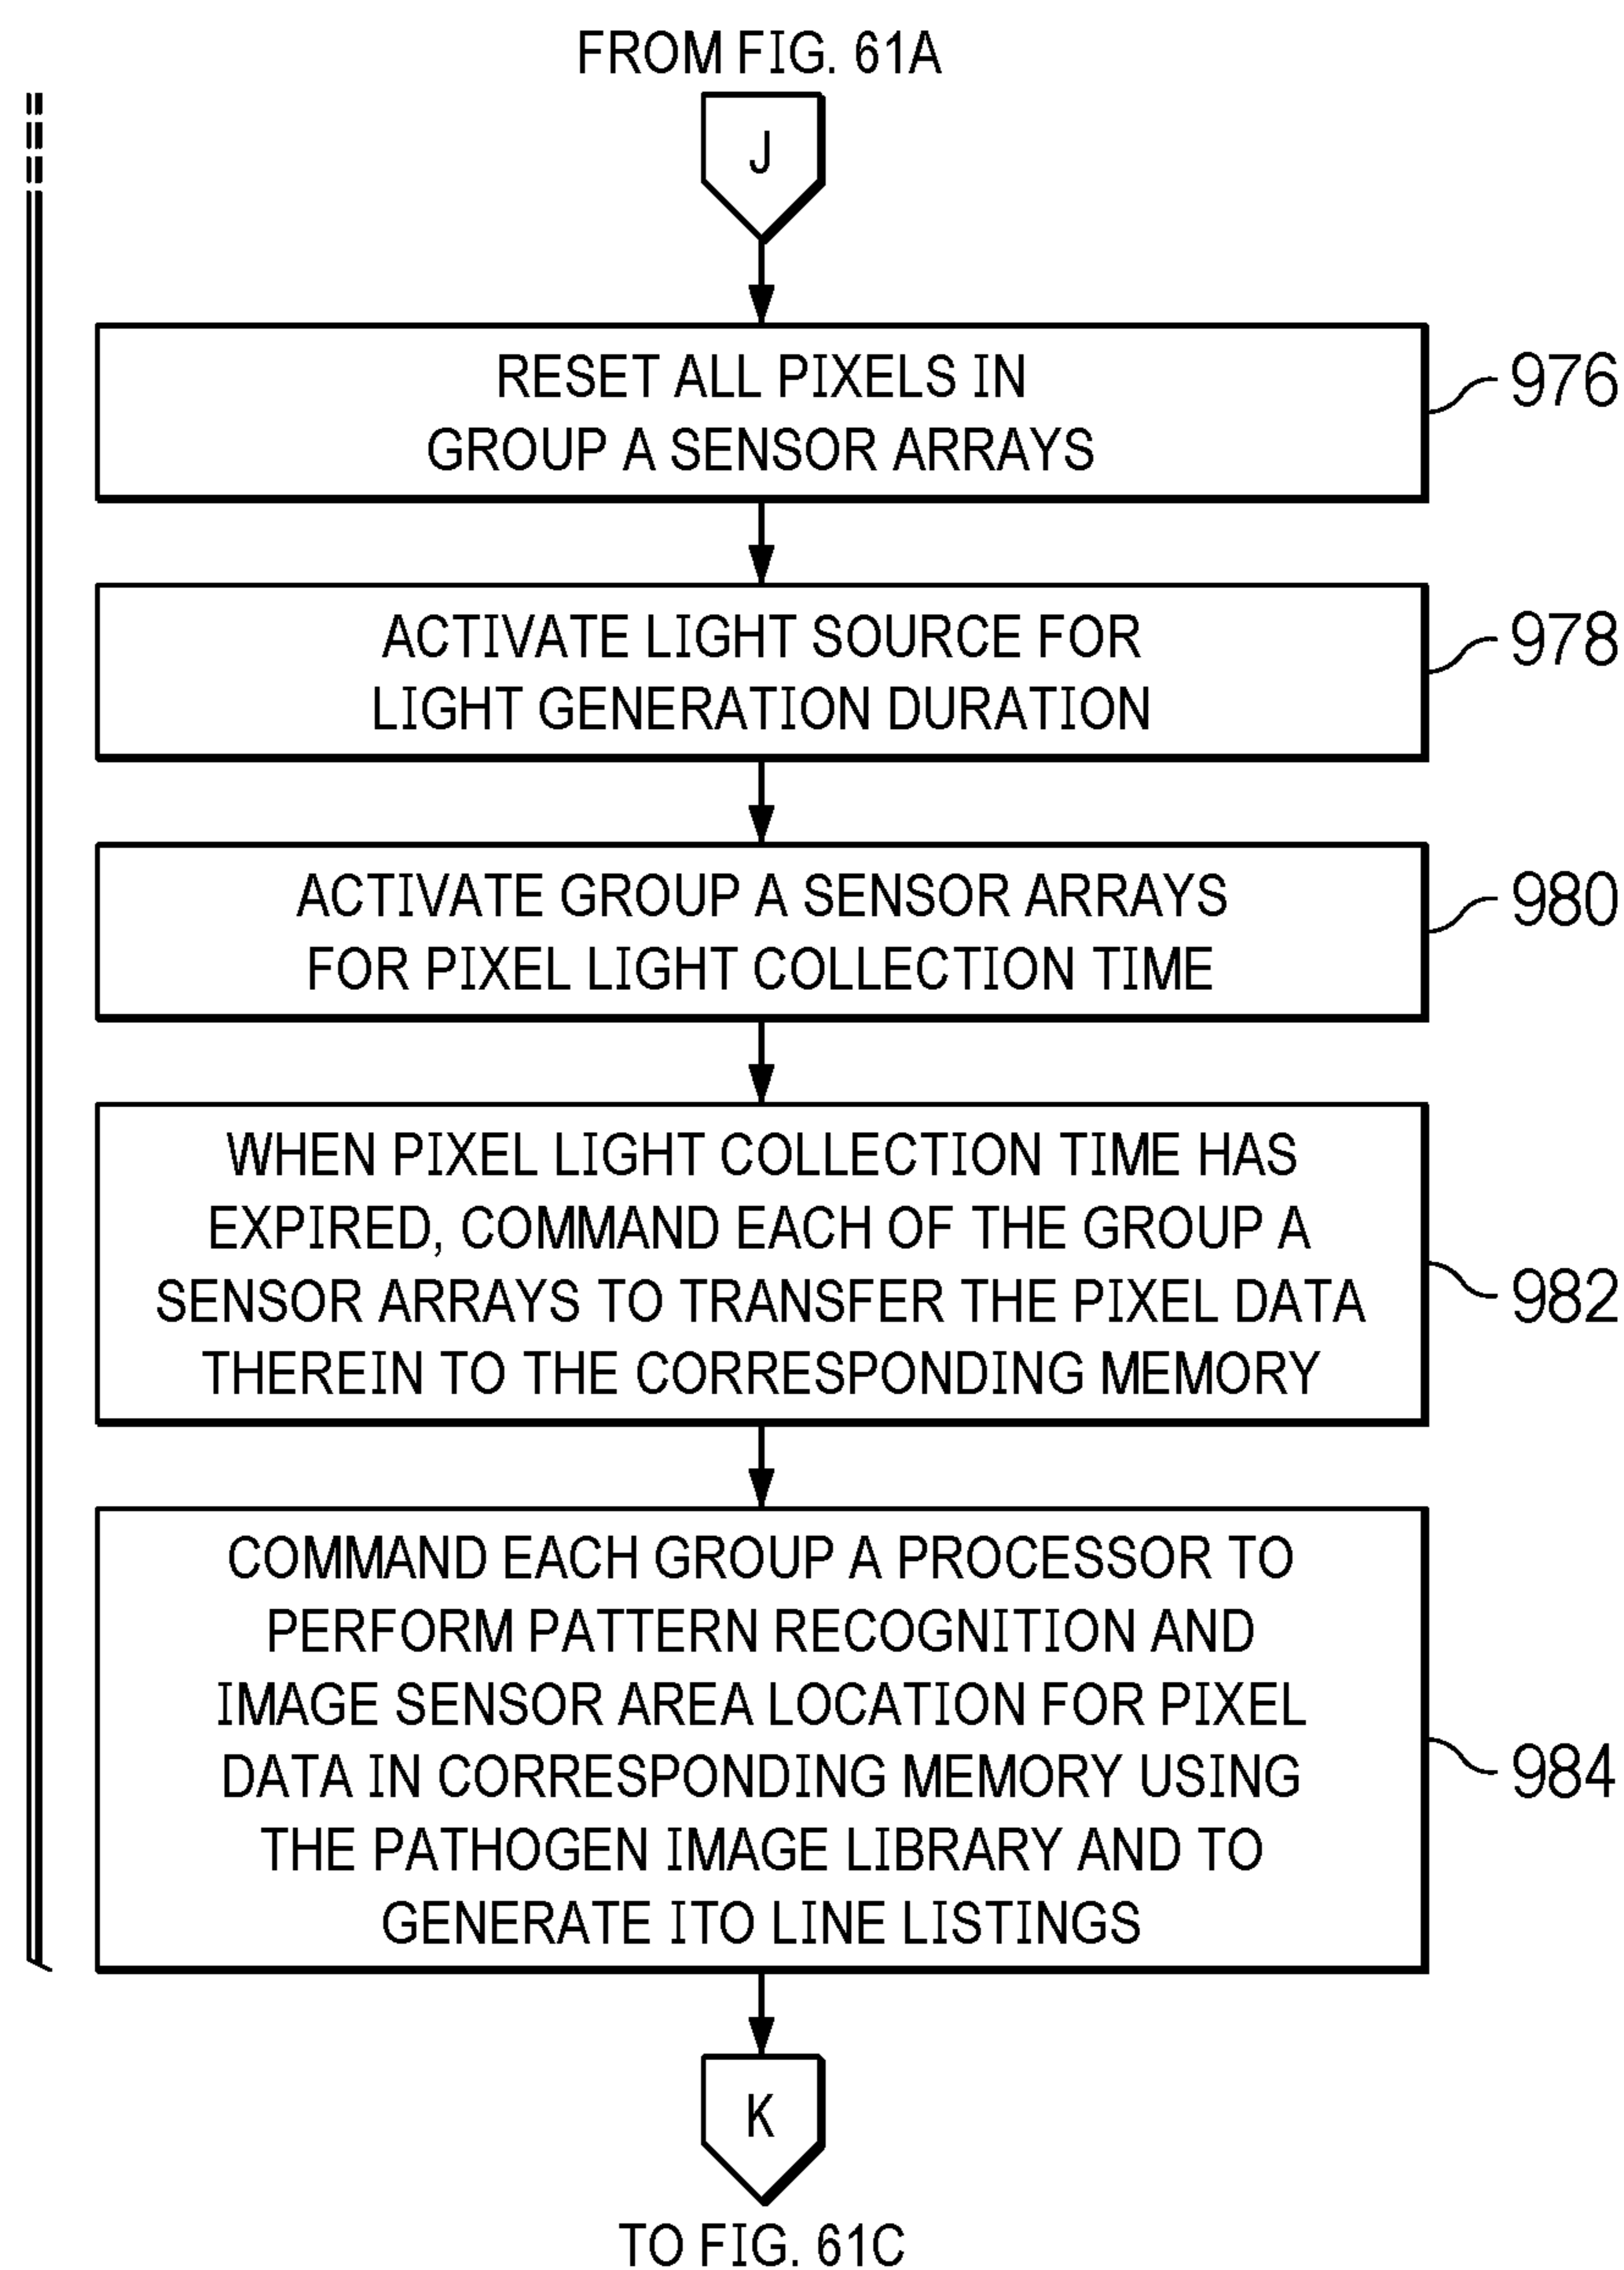 FROM FIG. 61A
J
RESET ALL PIXELS IN
GROUP A SENSOR ARRAYS
976
ACTIVATE LIGHT SOURCE FOR
LIGHT GENERATION DURATION
978
ACTIVATE GROUP A SENSOR ARRAYS
FOR PIXEL LIGHT COLLECTION TIME
980
WHEN PIXEL LIGHT COLLECTION TIME HAS
EXPIRED, COMMAND EACH OF THE GROUP A
SENSOR ARRAYS TO TRANSFER THE PIXEL DATA
THEREIN TO THE CORRESPONDING MEMORY
982
COMMAND EACH GROUP A PROCESSOR TO
PERFORM PATTERN RECOGNITION AND
IMAGE SENSOR AREA LOCATION FOR PIXEL
DATA IN CORRESPONDING MEMORY USING
THE PATHOGEN IMAGE LIBRARY AND TO
GENERATE ITO LINE LISTINGS
984
K
TO FIG. 61C